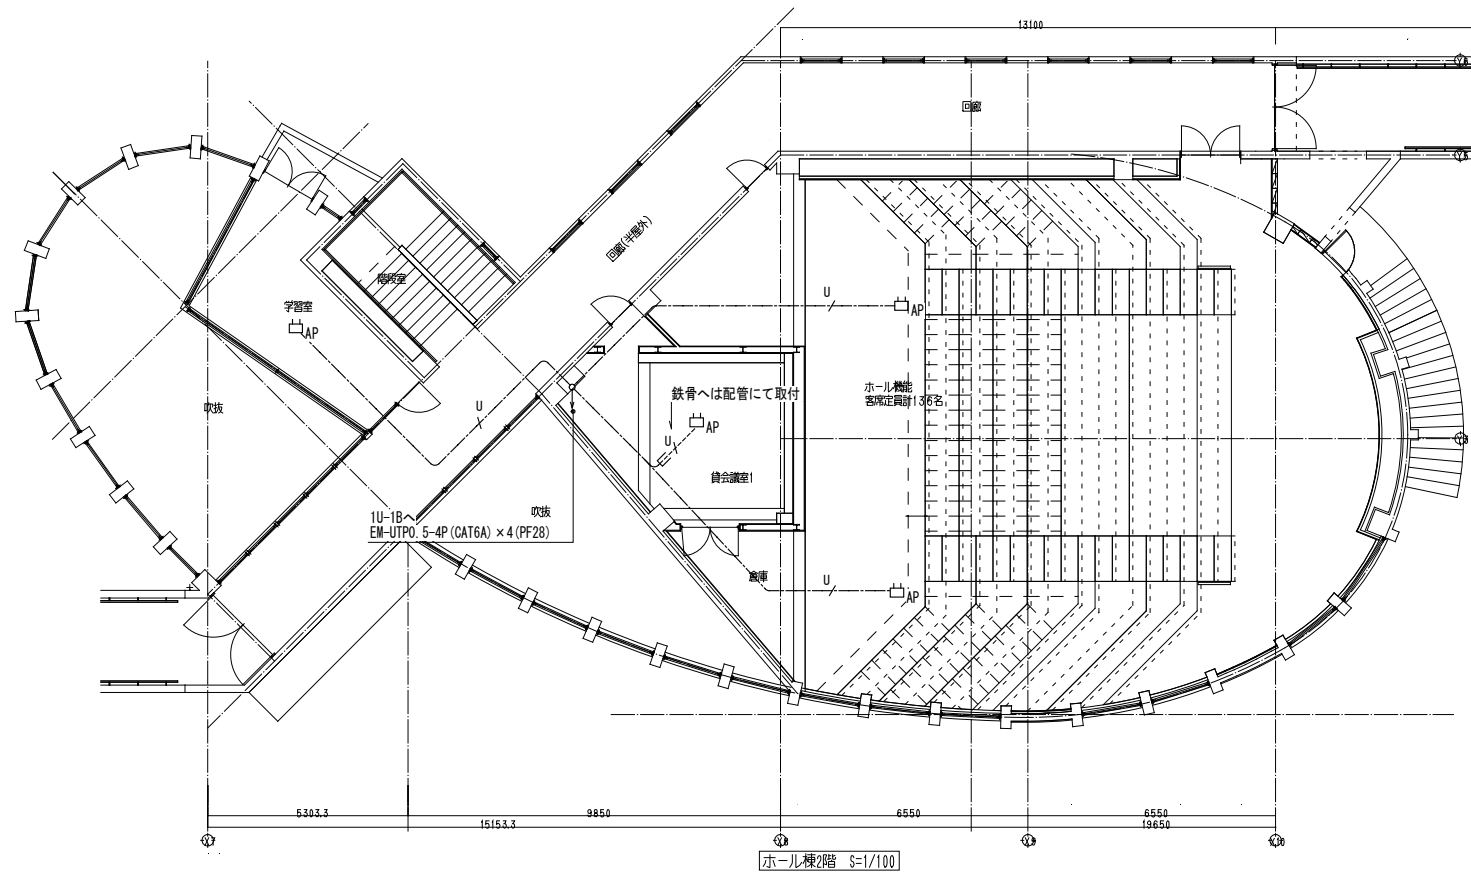 13100
回廊
回廊(半屋外)
階段室
学習室
AP
U
AP
ホール機能
客席定員計136名
鉄骨へは配管にて取付
吹抜
U
U
AP
貸会議室1
吹抜
1U-1Bへ
EM-UTP0.5-4P(CAT6A)×4(PF28)
倉庫
U
AP
5303.3
9850
6550
6550
15153.3
19650
ホール棟2階 S=1/100